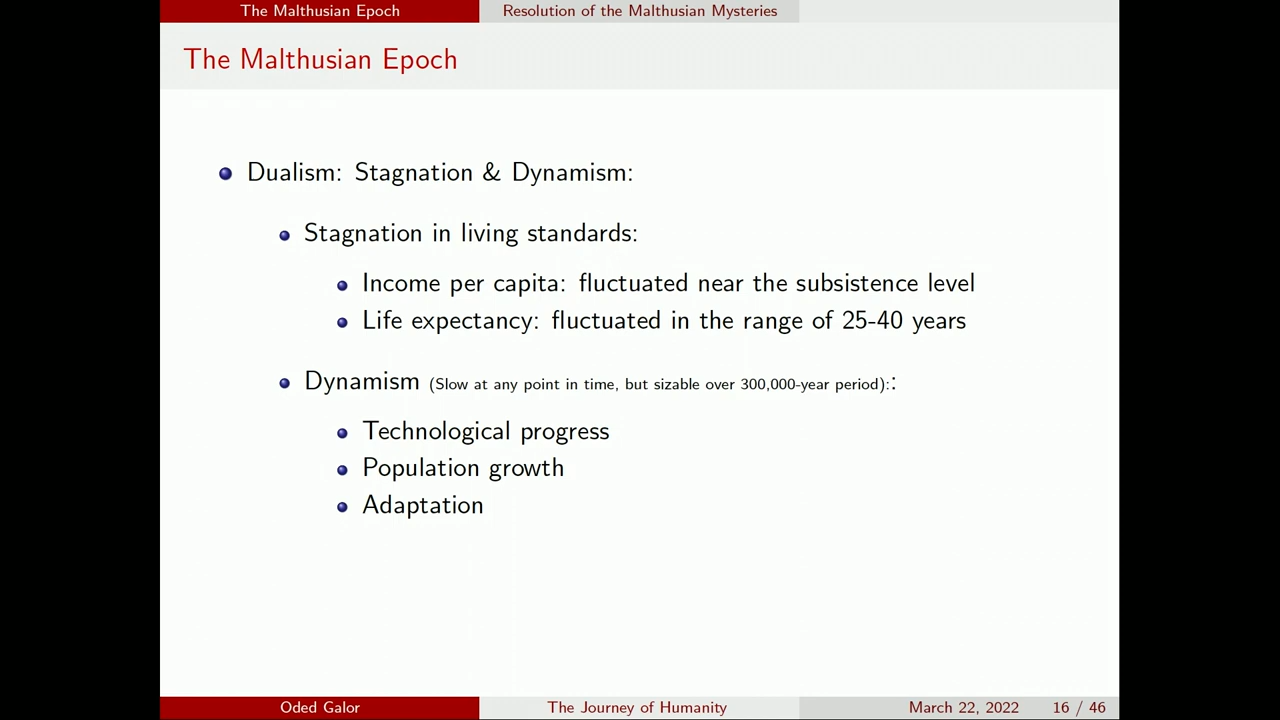 The Malthusian Epoch
Resolution of the Malthusian Mysteries
The Malthusian Epoch
Dualism: Stagnation & Dynamism:
Stagnation in living standards:
Income per capita: fluctuated near the subsistence level
Life expectancy: fluctuated in the range of 25-40 years
Dynamism (Slow at any point in time, but sizable over 300,000-year period)::
Technological progress
Population growth
Adaptation
Oded Galor
The Journey of Humanity
March 22, 2022
16 / 46